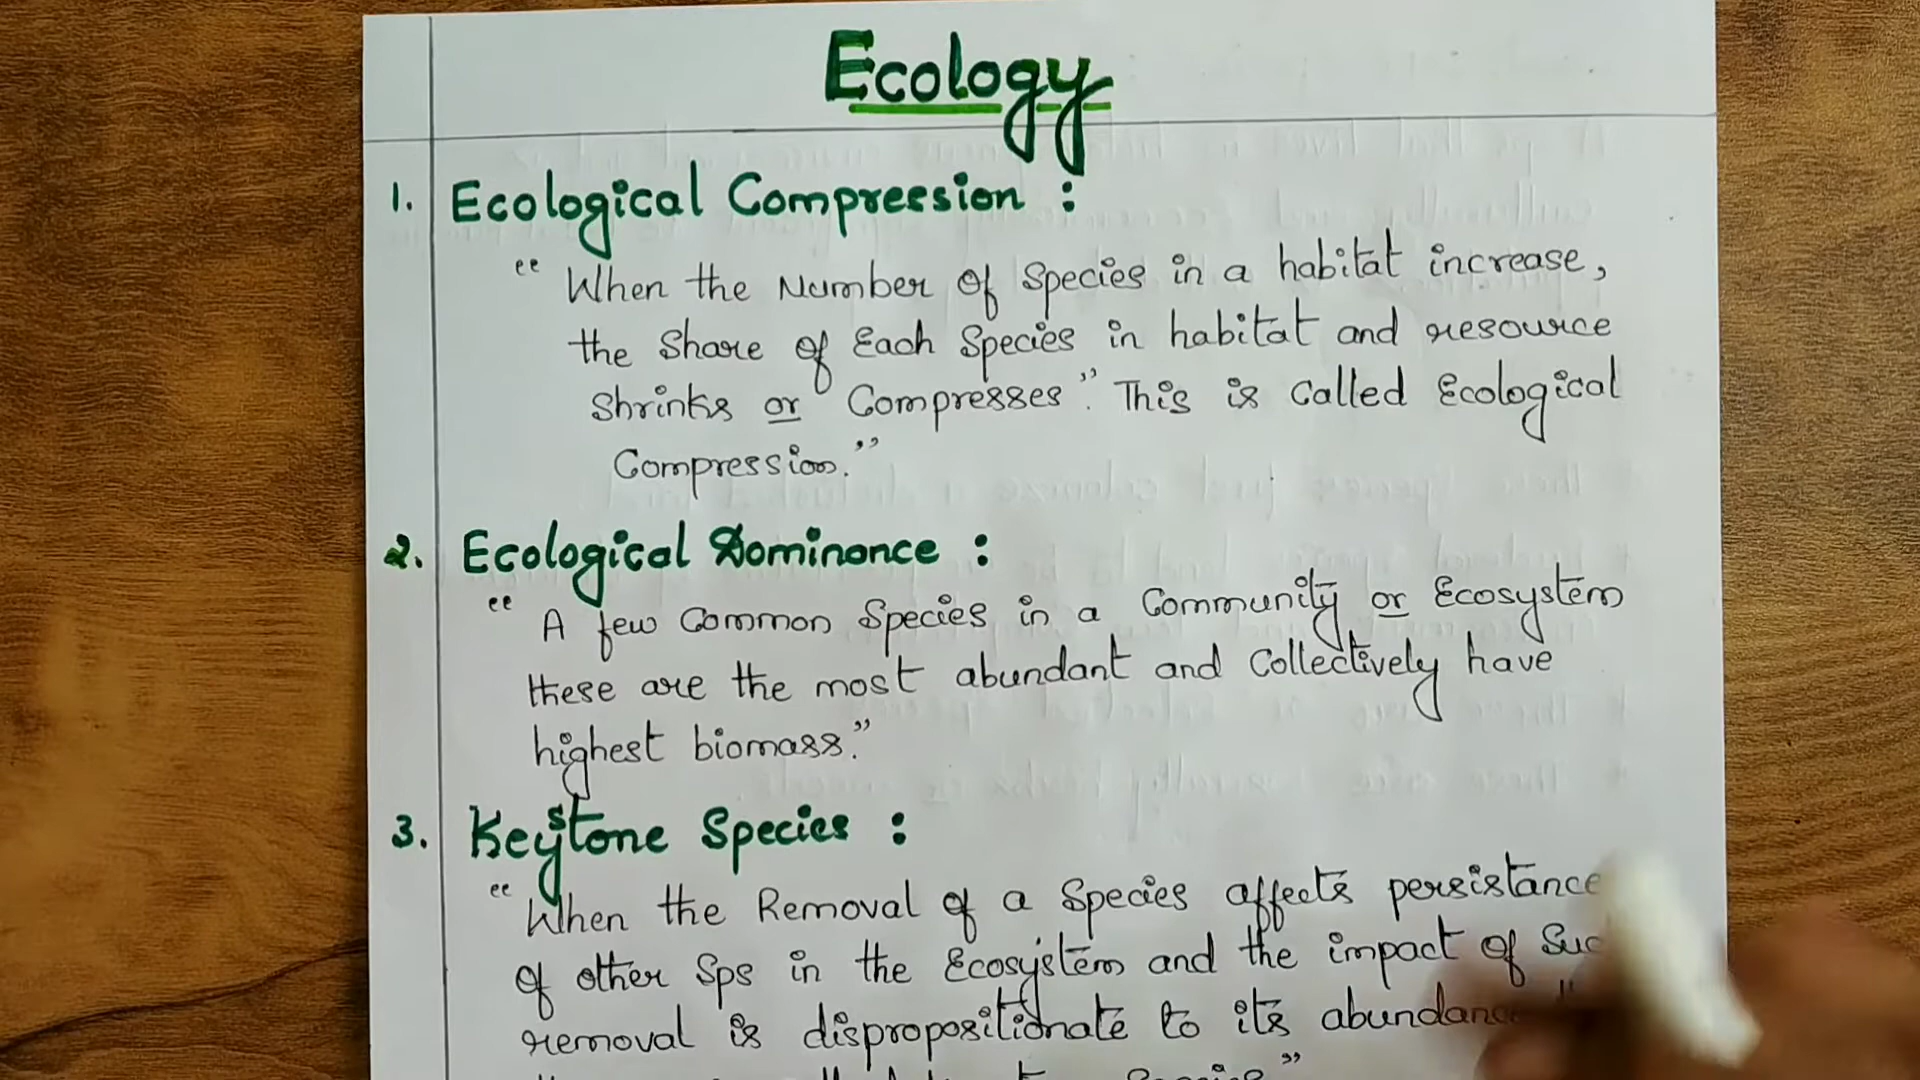 Ecology
1. Ecological Compression :
“ When the Number of Species in a habitat increase,
the Share of Each Species in habitat and resource
Shrinks or Compresses”. This is Called Ecological
Compression.”
2. Ecological Dominance :
“ A few Common Species in a Community or Ecosystem
these are the most abundant and Collectively have
highest biomass.”
3. Keystone Species :
“ When the Removal of a Species affects persistance
of other Sps in the Ecosystem and the impact of
removal is dispropositionate to its
Species”